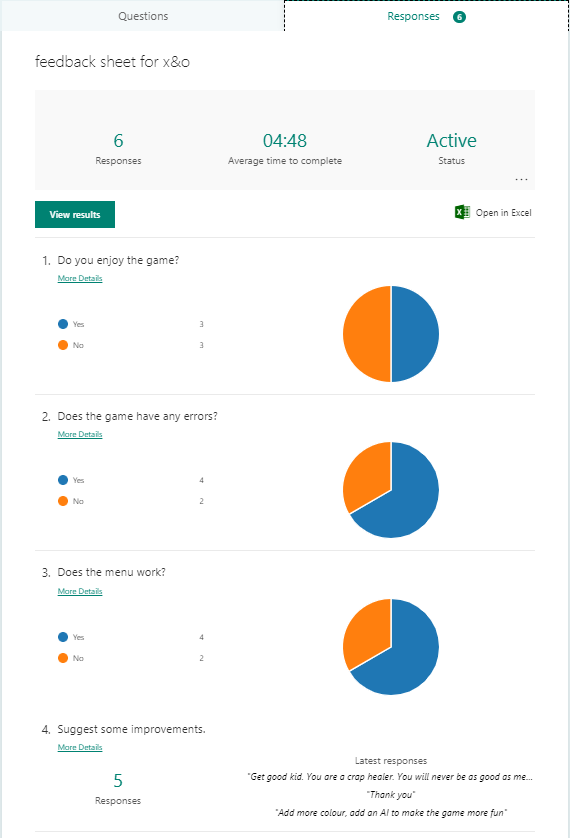 Questions
Responses 6
feedback sheet for x&o
6
Responses
04:48
Average time to complete
Active
Status
...
View results
Open in Excel
1. Do you enjoy the game?
More Details
Yes 3
No 3
2. Does the game have any errors?
More Details
Yes 4
No 2
3. Does the menu work?
More Details
Yes 4
No 2
4. Suggest some improvements.
More Details
5
Responses
Latest responses
"Get good kid. You are a crap healer. You will never be as good as me...
"Thank you"
"Add more colour, add an AI to make the game more fun"